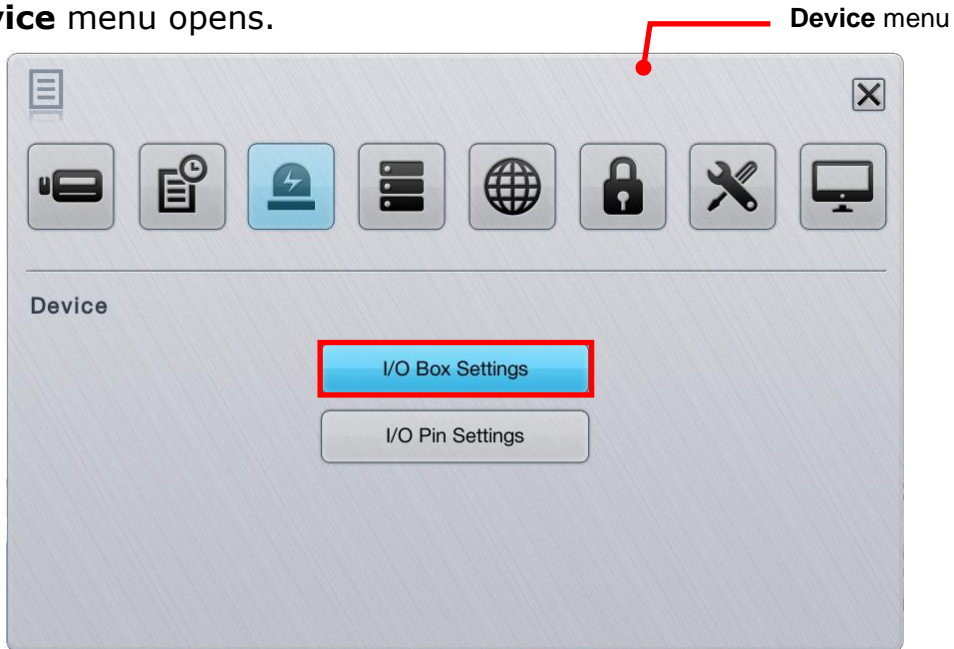 vice menu opens.
Device menu
Device
I/O Box Settings
I/O Pin Settings